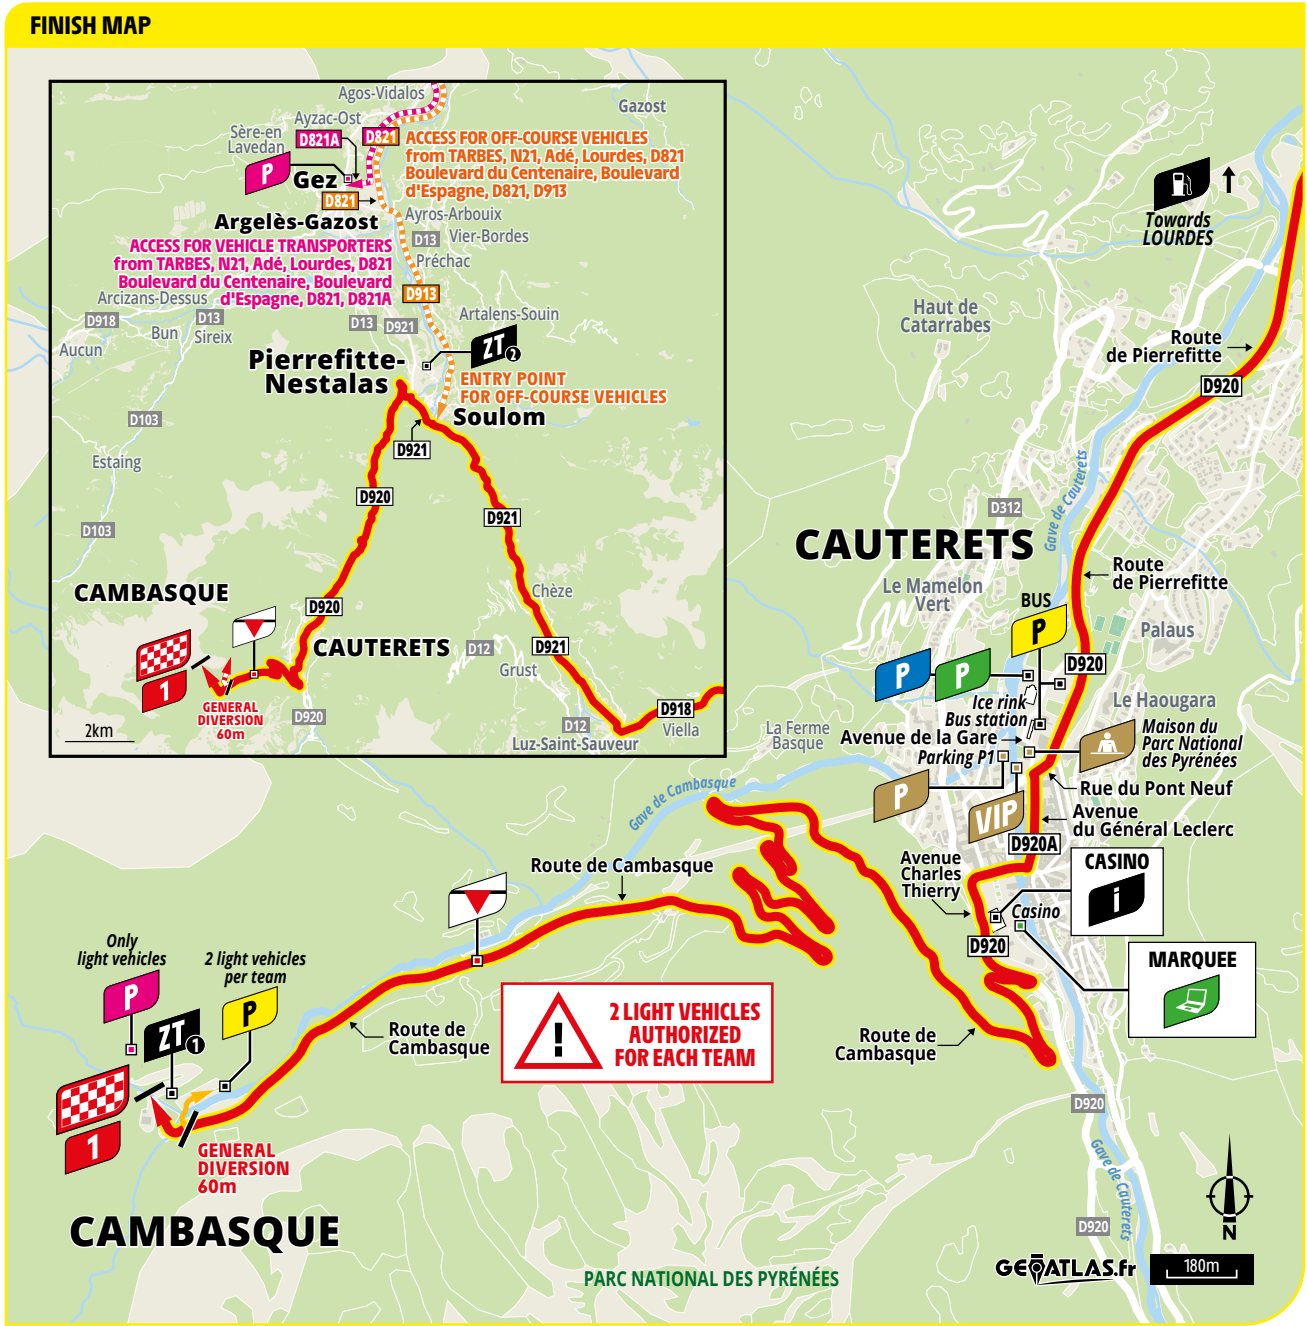 FINISH MAP
Agos-Vidalos
Gazost
Ayzac-Ost
Sère-en
Lavedan
D821A
D821
ACCESS FOR OFF-COURSE VEHICLES
from TARBES, N21, Adé, Lourdes, D821
Boulevard du Centenaire, Boulevard
d'Espagne, D821, D913
P
Gez
D821
Argelès-Gazost
Ayros-Arbouix
D13
Vier-Bordes
Préchac
ACCESS FOR VEHICLE TRANSPORTERS
from TARBES, N21, Adé, Lourdes, D821
Boulevard du Centenaire, Boulevard
d'Espagne, D821, D821A
D913
Arcizans-Dessus
D918
D13
Bun
Sireix
Aucun
D13
D921
Artalens-Souin
ZT 2
Pierrefitte-
Nestalas
ENTRY POINT
FOR OFF-COURSE VEHICLES
Soulom
D921
D103
Estaing
D920
D921
D103
CAMBASQUE
D920
Chèze
CAUTERETS
D12
D921
Grust
1
GENERAL
DIVERSION
60m
D920
D918
D12
Viella
Luz-Saint-Sauveur
2km
Towards
LOURDES
Haut de
Catarrabes
Route
de Pierrefitte
D920
Gave de Cauterets
D312
CAUTERETS
Route
de Pierrefitte
Le Mamelon
Vert
BUS
P
Palaus
D920
P
P
Le Haougara
Ice rink
Bus station
La Ferme
Basque
Avenue de la Gare
Parking P1
Maison du
Parc National
des Pyrénées
P
VIP
Rue du Pont Neuf
Avenue
du Général Leclerc
D920A
Gave de Cambasque
Route de Cambasque
Avenue
Charles
Thierry
CASINO
i
Casino
D920
MARQUEE
Only
light vehicles
P
2 light vehicles
per team
P
ZT 1
Route de
Cambasque
2 LIGHT VEHICLES
AUTHORIZED
FOR EACH TEAM
!
Route de
Cambasque
1
GENERAL
DIVERSION
60m
D920
Gave de Cauterets
D920
CAMBASQUE
N
PARC NATIONAL DES PYRÉNÉES
GEOATLAS.fr
180m